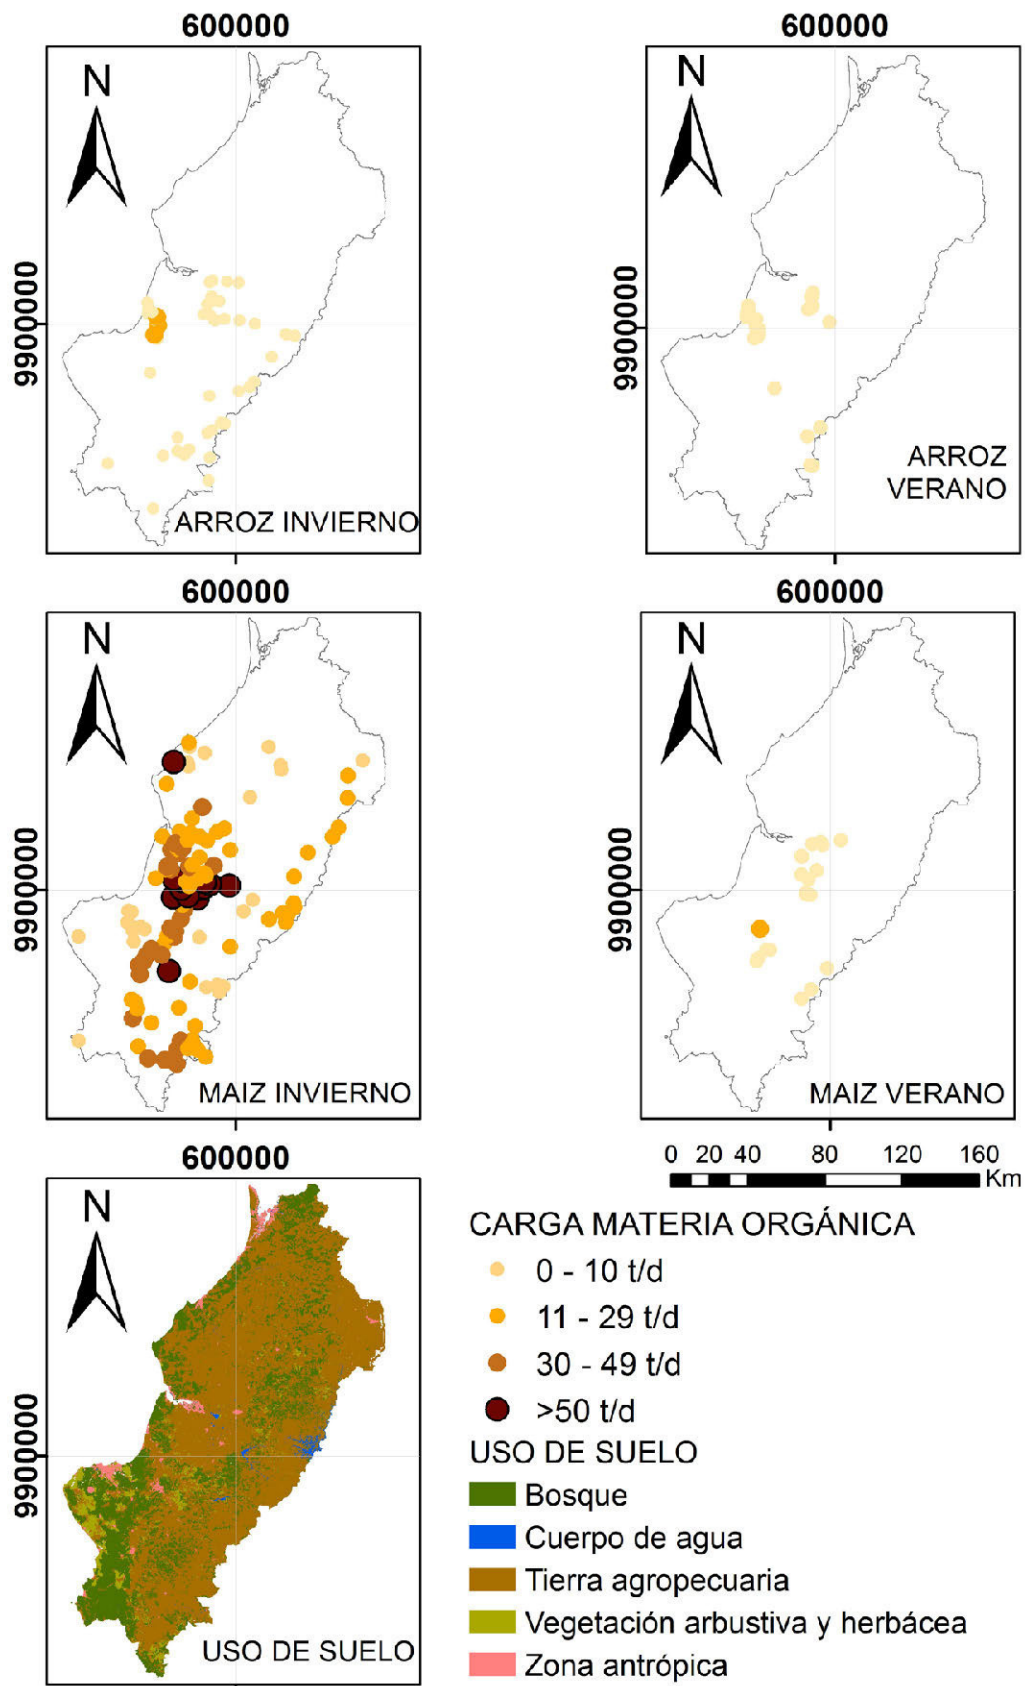 600000
600000
N
N
9900000
9900000
ARROZ INVIERNO
ARROZ
VERANO
600000
600000
N
N
9900000
9900000
MAIZ INVIERNO
MAIZ VERANO
600000
0 20 40 80 120 160
Km
N
9900000
USO DE SUELO
CARGA MATERIA ORGÁNICA
0 - 10 t/d
11 - 29 t/d
30 - 49 t/d
>50 t/d
USO DE SUELO
Bosque
Cuerpo de agua
Tierra agropecuaria
Vegetación arbustiva y herbácea
Zona antrópica